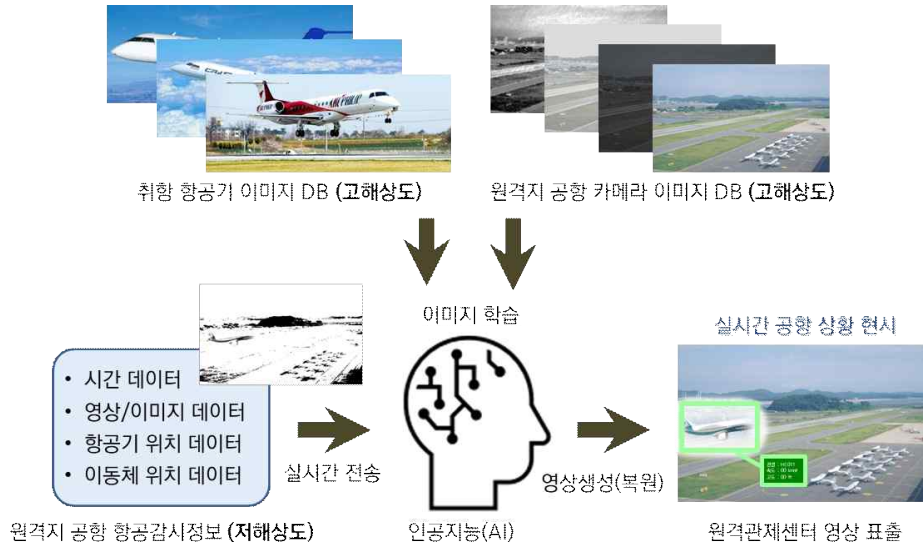 취항 항공기 이미지 DB (고해상도)
원격지 공항 카메라 이미지 DB (고해상도)
이미지 학습
실시간 공항 상황 현시
• 시간 데이터
• 영상/이미지 데이터
• 항공기 위치 데이터
• 이동체 위치 데이터
실시간 전송
영상생성(복원)
원격지 공항 항공감시정보 (저해상도)
인공지능(AI)
원격관제센터 영상 표출